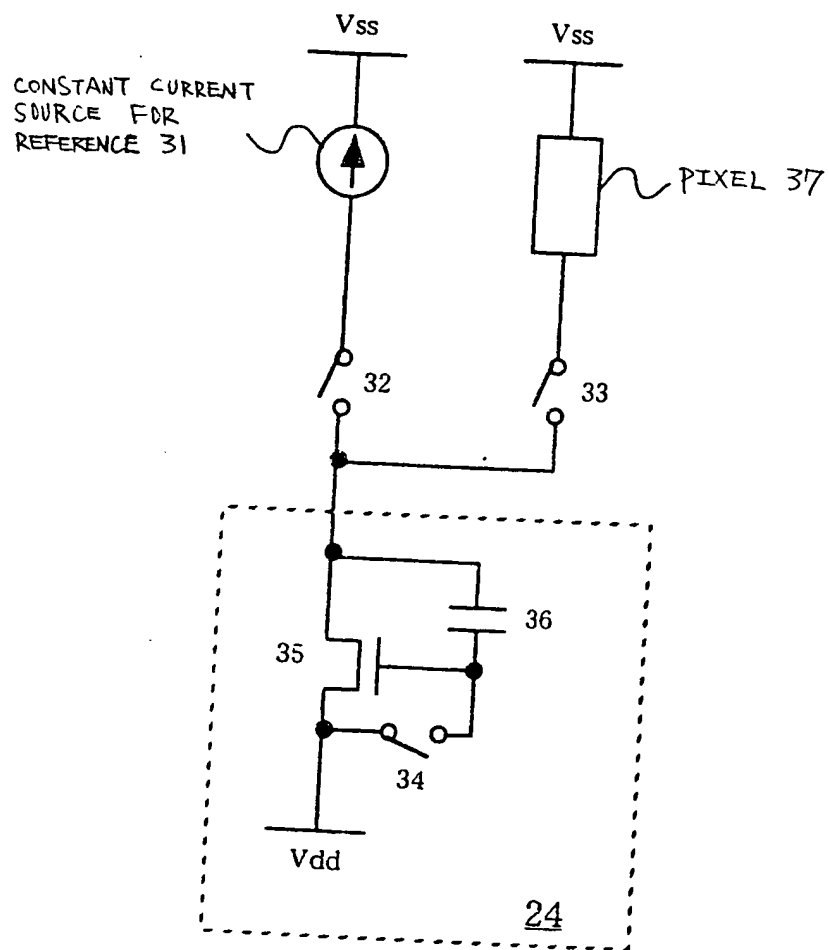 Vss
Vss
CONSTANT CURRENT
SOURCE FOR
REFERENCE 31
PIXEL 37
32
33
36
35
34
Vdd
24